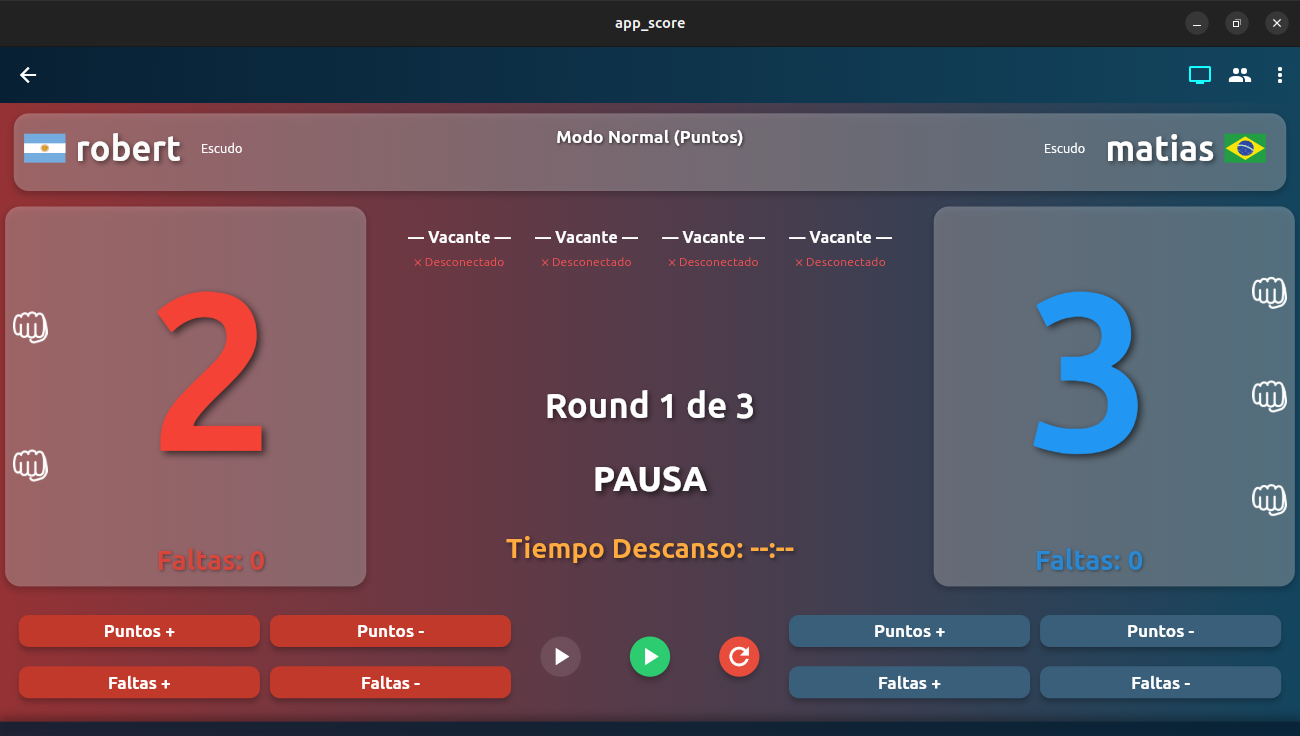 app_score
robert
Escudo
Modo Normal (Puntos)
Escudo
matias
— Vacante —
— Vacante —
— Vacante —
— Vacante —
× Desconectado
× Desconectado
× Desconectado
× Desconectado
2
3
Round 1 de 3
PAUSA
Tiempo Descanso: --:--
Faltas: 0
Faltas: 0
Puntos +
Puntos -
Puntos +
Puntos -
Faltas +
Faltas -
Faltas +
Faltas -